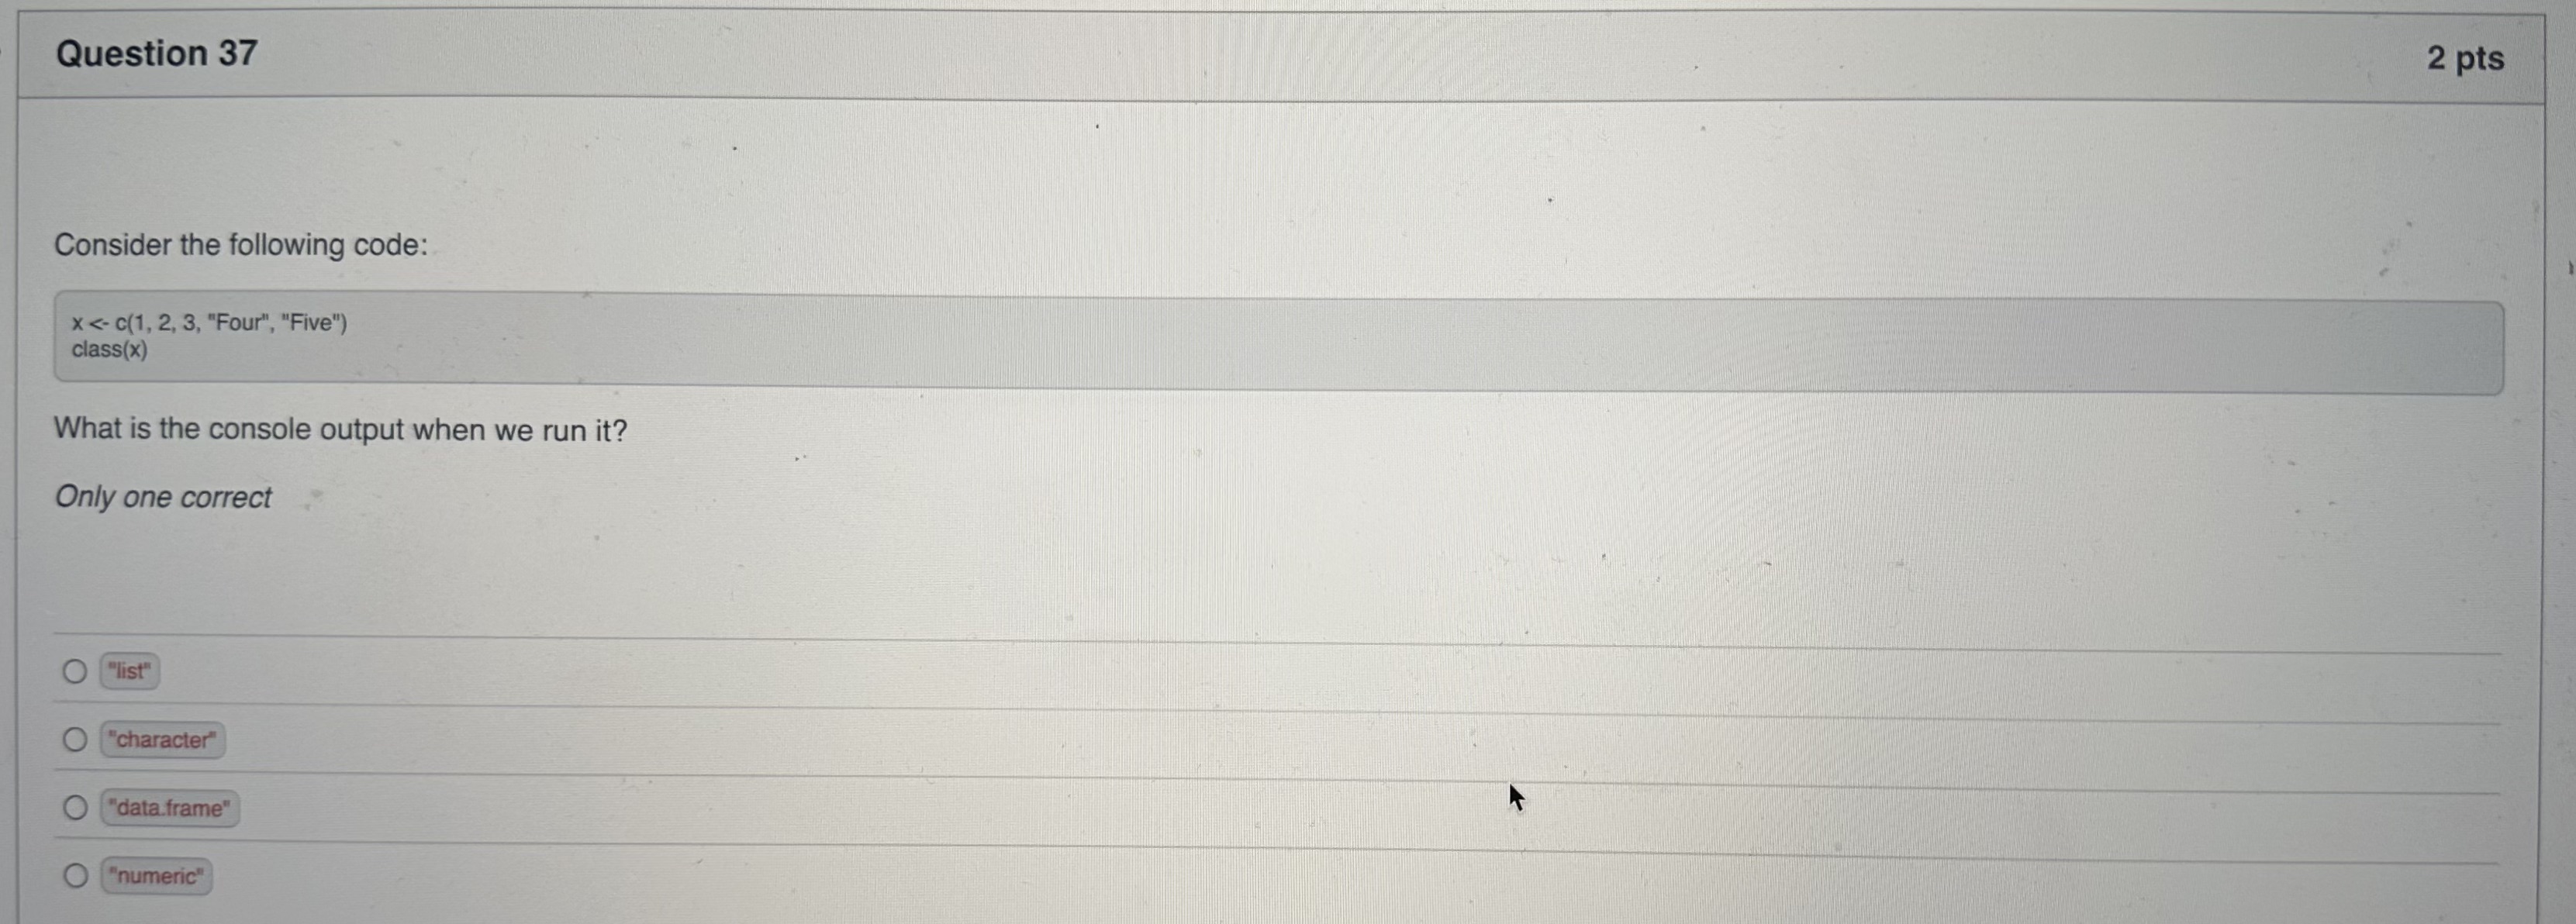 Question 37
2 pts
Consider the following code:
x <- c(1, 2, 3, "Four", "Five")
class(x)
What is the console output when we run it?
Only one correct
"list"
"character"
"data.frame"
"numeric"